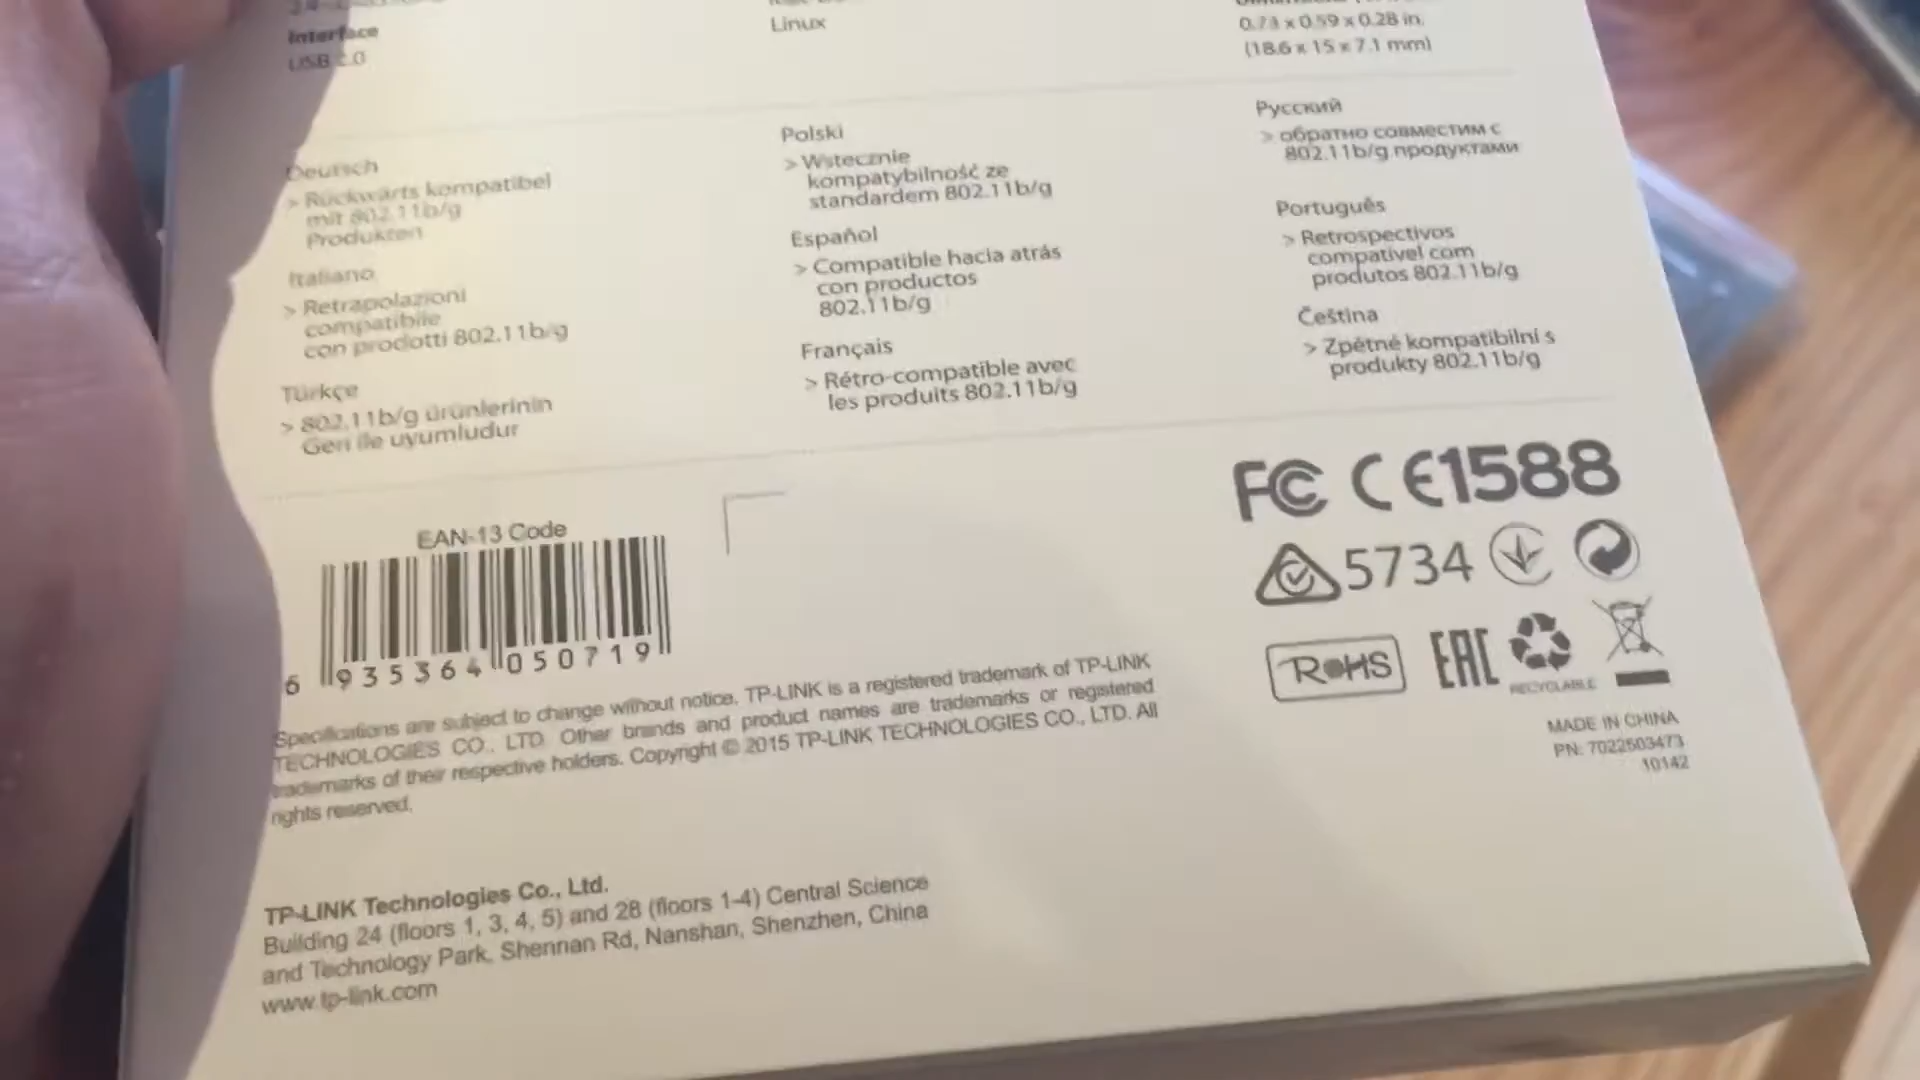 Interface
USB 2.0
Linux
0.73 x 0.59 x 0.28 in.
(18.6 x 15 x 7.1 mm)
Deutsch
> Rückwärts kompatibel
mit 802.11b/g
Produkten
Italiano
> Retrapolazioni
compatibile
con prodotti 802.11b/g
Türkçe
> 802.11b/g ürünlerinin
Geri ile uyumludur
Polski
> Wstecznie
kompatybilność ze
standardem 802.11b/g
Español
> Compatible hacia atrás
con productos
802.11b/g
Français
> Rétro-compatible avec
les produits 802.11b/g
Русский
> обратно совместим с
802.11b/g продуктами
Português
> Retrospectivos
compatível com
produtos 802.11b/g
Čeština
> Zpětné kompatibilní s
produkty 802.11b/g
EAN-13 Code
6 935364 050719
FC CE1588
5734
RoHS EAC
RECYCLABLE
MADE IN CHINA
PN: 7022503473
10142
Specifications are subject to change without notice. TP-LINK is a registered trademark of TP-LINK
TECHNOLOGIES CO., LTD. Other brands and product names are trademarks or registered
trademarks of their respective holders. Copyright © 2015 TP-LINK TECHNOLOGIES CO., LTD. All
rights reserved.
TP-LINK Technologies Co., Ltd.
Building 24 (floors 1, 3, 4, 5) and 28 (floors 1-4) Central Science
and Technology Park, Shennan Rd, Nanshan, Shenzhen, China
www.tp-link.com